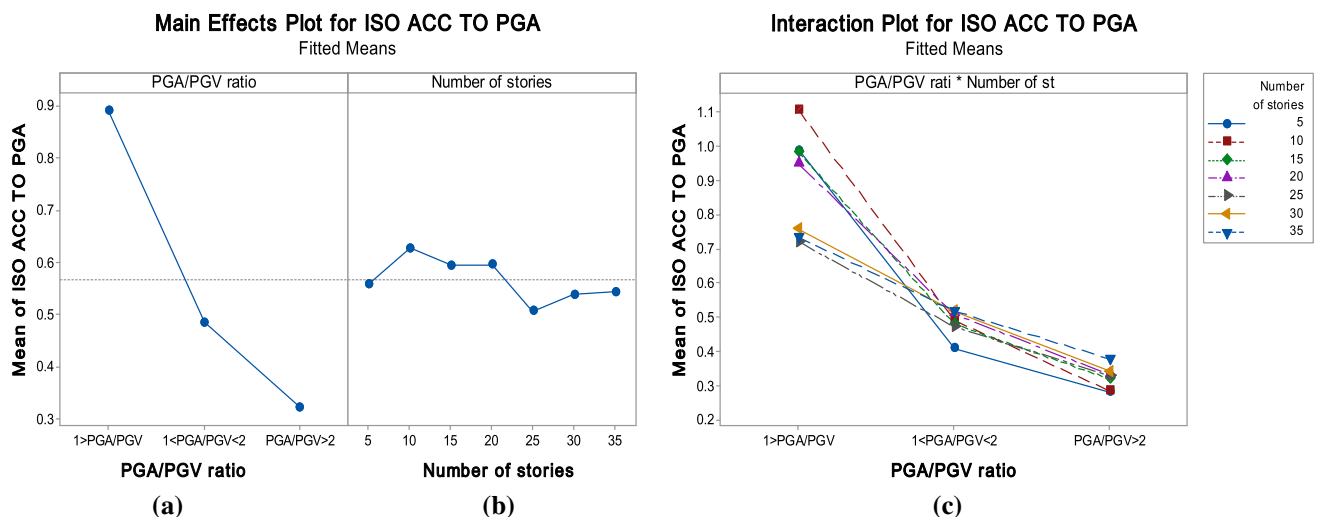 Main Effects Plot for ISO ACC TO PGA
Fitted Means
PGA/PGV ratio
Number of stories
Mean of ISO ACC TO PGA
0.9
0.8
0.7
0.6
0.5
0.4
0.3
1>PGA/PGV
1<PGA/PGV<2
PGA/PGV>2
5
10
15
20
25
30
35
PGA/PGV ratio
Number of stories
(a)
(b)
Interaction Plot for ISO ACC TO PGA
Fitted Means
PGA/PGV rati * Number of st
Mean of ISO ACC TO PGA
1.1
1.0
0.9
0.8
0.7
0.6
0.5
0.4
0.3
0.2
1>PGA/PGV
1<PGA/PGV<2
PGA/PGV>2
PGA/PGV ratio
(c)
Number
of stories
5
10
15
20
25
30
35